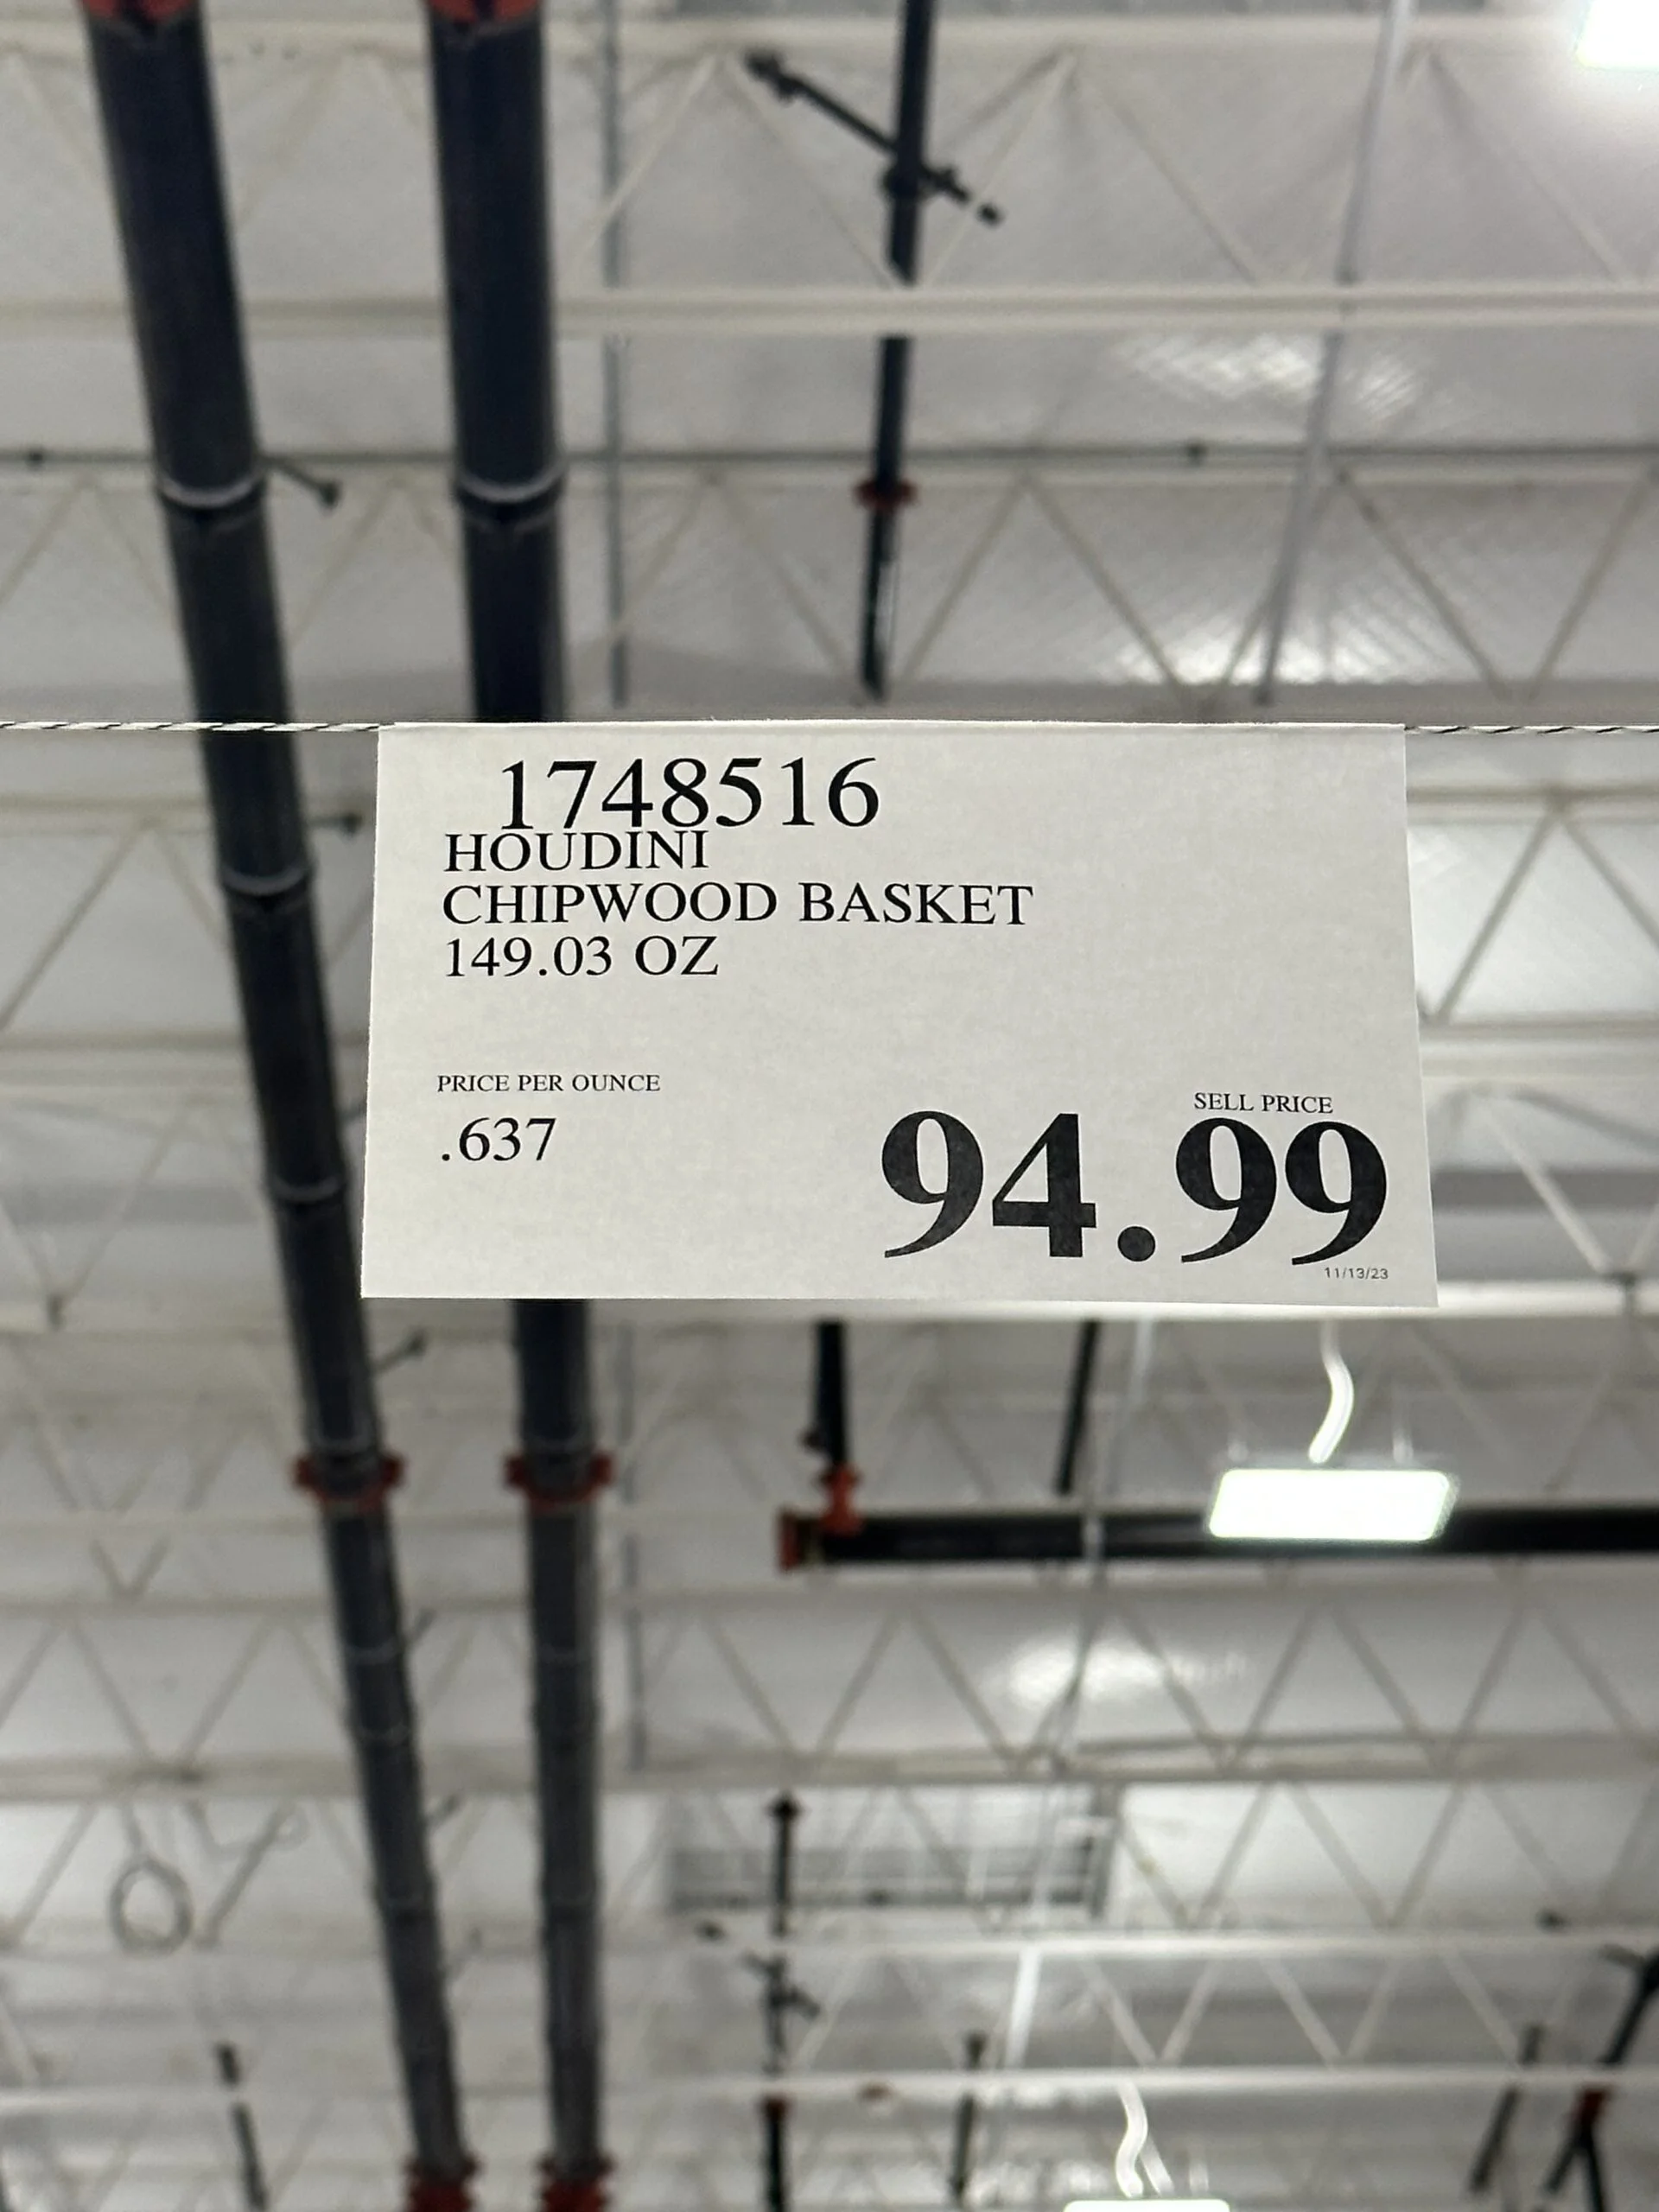 1748516
HOUDINI
CHIPWOOD BASKET
149.03 OZ
PRICE PER OUNCE
.637
SELL PRICE
94.99
11/13/23